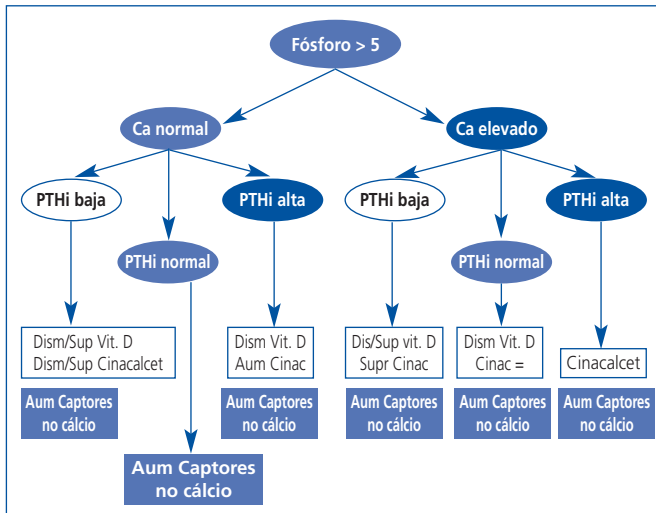 Fósforo > 5
Ca normal
Ca elevado
PTHi baja
PTHi alta
PTHi baja
PTHi alta
PTHi normal
PTHi normal
Dism/Sup Vit. D
Dism/Sup Cinacalcet
Dism Vit. D
Aum Cinac
Dis/Sup vit. D
Supr Cinac
Dism Vit. D
Cinac =
Cinacalcet
Aum Captores
no cálcio
Aum Captores
no cálcio
Aum Captores
no cálcio
Aum Captores
no cálcio
Aum Captores
no cálcio
Aum Captores
no cálcio